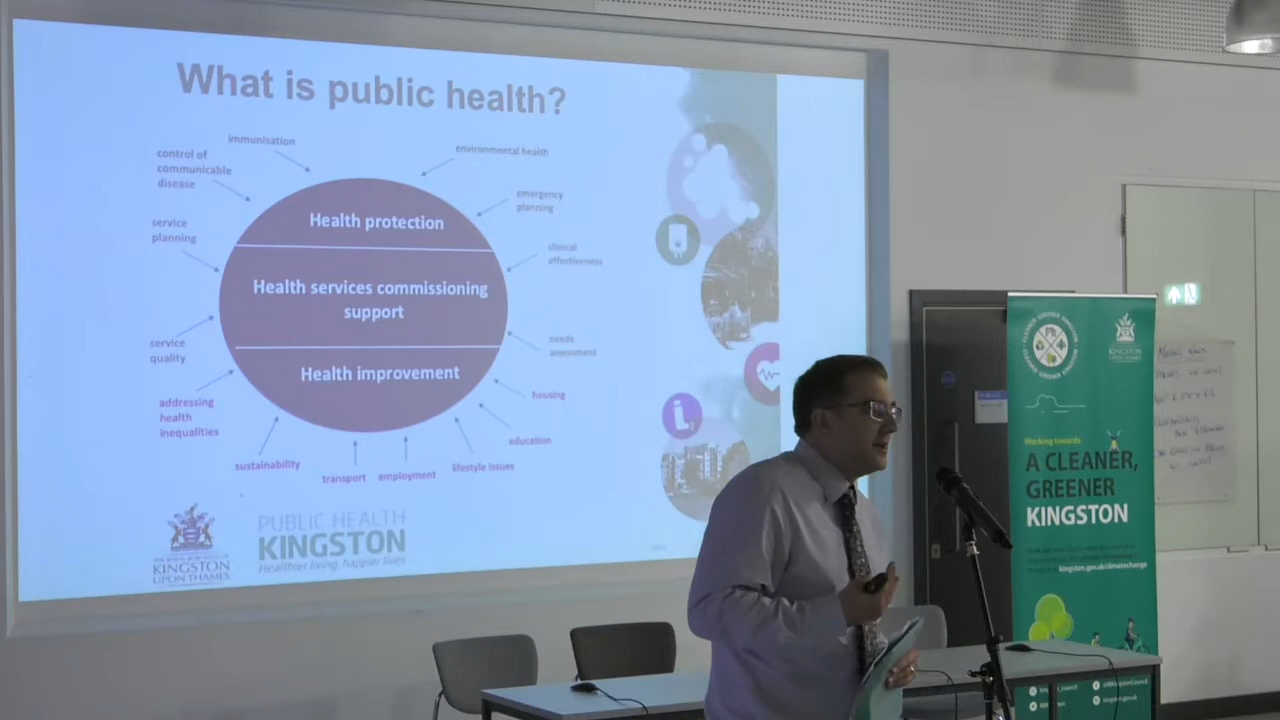 What is public health?
immunisation
control of
communicable
disease
service
planning
service
quality
addressing
health
inequalities
sustainability
transport
employment
lifestyle issues
education
housing
needs
assessment
clinical
effectiveness
emergency
planning
environmental health
Health protection
Health services commissioning
support
Health improvement
KINGSTON
UPON THAMES
PUBLIC HEALTH
KINGSTON
Healthier living, happier lives
KINGSTON
UPON THAMES
Working towards
A CLEANER,
GREENER
KINGSTON
kingston.gov.uk/climatechange